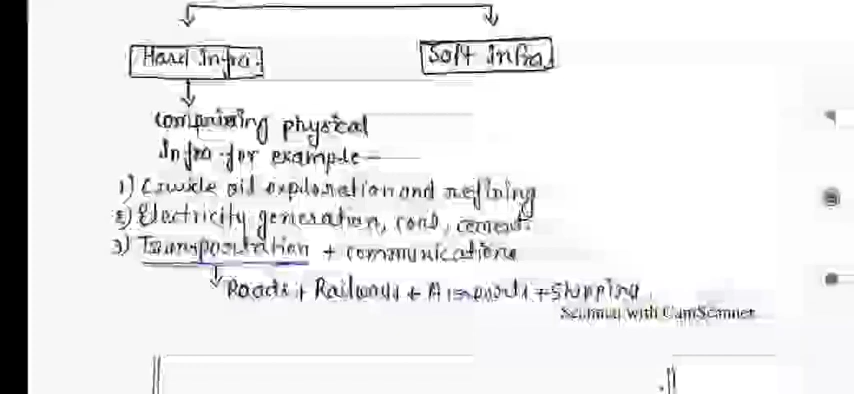 Hard Infra.
Soft Infra
comprising physical
Infra for example -
1) Crude oil exploration and refining
2) Electricity generation, coal, cement.
3) Transportation + communications
Roads + Railways + Airports + Shipping
Scanned with CamScanner